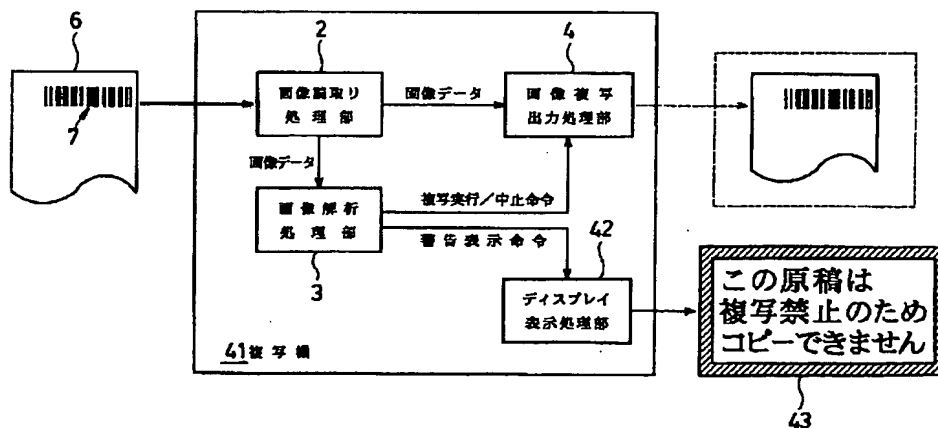 6
7
2
画像読取り
処理部
画像データ
4
画像複写
出力処理部
画像データ
画像解析
処理部
3
複写実行/中止命令
警告表示命令
42
ディスプレイ
表示処理部
41 複写機
この原稿は
複写禁止のため
コピーできません
43